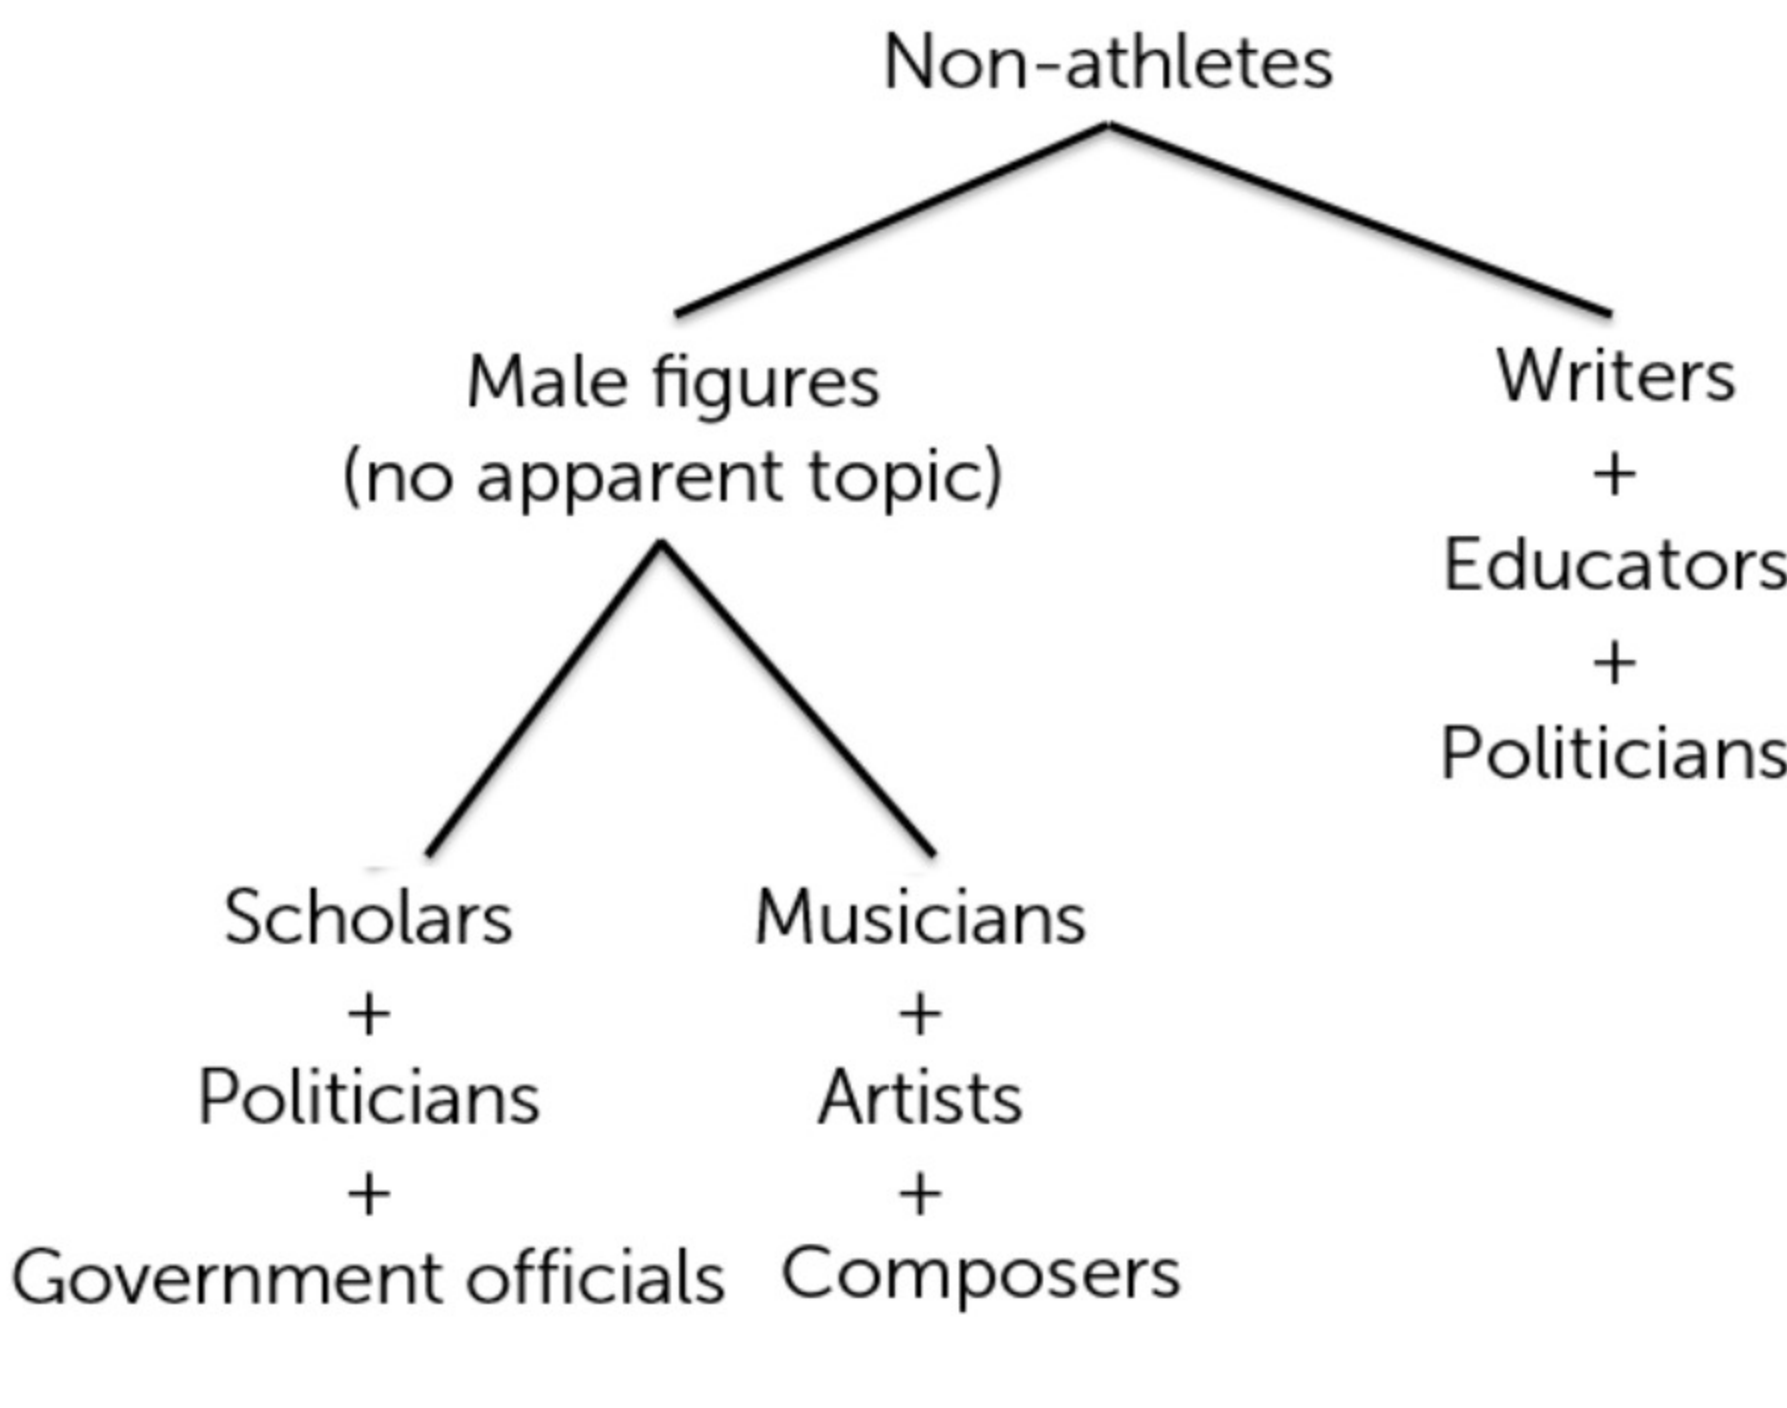 Non-athletes
Male figures
(no apparent topic)
Writers
+
Educators
+
Politicians
Scholars
+
Politicians
+
Government officials
Musicians
+
Artists
+
Composers